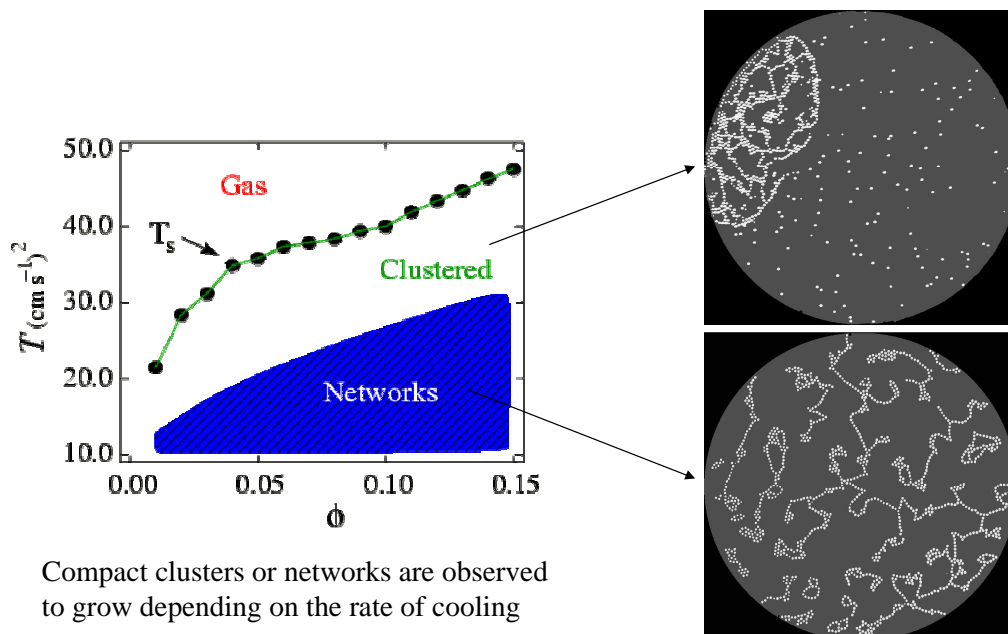 50.0
40.0
30.0
20.0
10.0
T (cm s⁻¹)²
Gas
Tₛ
Clustered
Networks
0.00 0.05 0.10 0.15
ϕ
Compact clusters or networks are observed
to grow depending on the rate of cooling